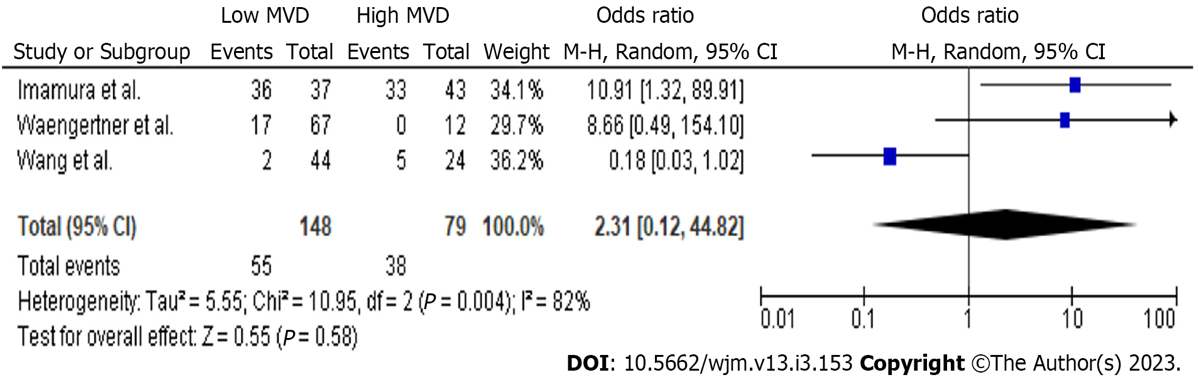 Low MVD High MVD Odds ratio Odds ratio
Study or Subgroup Events Total Events Total Weight M-H, Random, 95% CI M-H, Random, 95% CI
Imamura et al. 36 37 33 43 34.1% 10.91 [1.32, 89.91]
Waengertner et al. 17 67 0 12 29.7% 8.66 [0.49, 154.10]
Wang et al. 2 44 5 24 36.2% 0.18 [0.03, 1.02]
Total (95% CI) 148 79 100.0% 2.31 [0.12, 44.82]
Total events 55 38
Heterogeneity: Tau² = 5.55; Chi² = 10.95, df = 2 (P = 0.004); I² = 82%
Test for overall effect: Z = 0.55 (P = 0.58)
0.01 0.1 1 10 100
DOI: 10.5662/wjm.v13.i3.153 Copyright ©The Author(s) 2023.